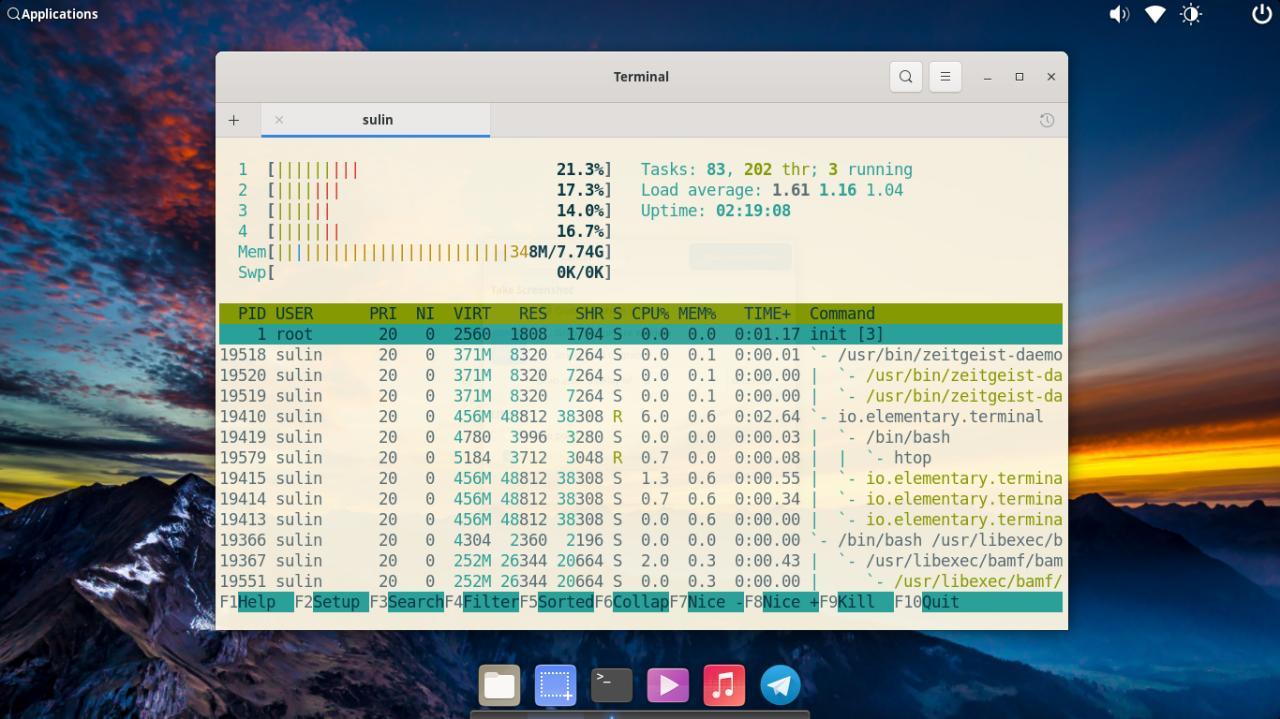 Applications
Terminal
sulin
1 [||||||||| 21.3%] Tasks: 83, 202 thr; 3 running
2 [||||||| 17.3%] Load average: 1.61 1.16 1.04
3 [|||||| 14.0%] Uptime: 02:19:08
4 [||||||| 16.7%]
Mem[|||||||||||||||||||||||||348M/7.74G]
Swp[ 0K/0K]
Take Screenshot
PID USER PRI NI VIRT RES SHR S CPU% MEM% TIME+ Command
1 root 20 0 2560 1808 1704 S 0.0 0.0 0:01.17 init [3]
19518 sulin 20 0 371M 8320 7264 S 0.0 0.1 0:00.01 `- /usr/bin/zeitgeist-daemo
19520 sulin 20 0 371M 8320 7264 S 0.0 0.1 0:00.00 | `- /usr/bin/zeitgeist-da
19519 sulin 20 0 371M 8320 7264 S 0.0 0.1 0:00.00 | `- /usr/bin/zeitgeist-da
19410 sulin 20 0 456M 48812 38308 R 6.0 0.6 0:02.64 `- io.elementary.terminal
19419 sulin 20 0 4780 3996 3280 S 0.0 0.0 0:00.03 | `- /bin/bash
19579 sulin 20 0 5184 3712 3048 R 0.7 0.0 0:00.08 | | `- htop
19415 sulin 20 0 456M 48812 38308 S 1.3 0.6 0:00.55 | `- io.elementary.termina
19414 sulin 20 0 456M 48812 38308 S 0.7 0.6 0:00.34 | `- io.elementary.termina
19413 sulin 20 0 456M 48812 38308 S 0.0 0.6 0:00.00 | `- io.elementary.termina
19366 sulin 20 0 4304 2360 2196 S 0.0 0.0 0:00.00 `- /bin/bash /usr/libexec/b
19367 sulin 20 0 252M 26344 20664 S 2.0 0.3 0:00.43 | `- /usr/libexec/bamf/bam
19551 sulin 20 0 252M 26344 20664 S 0.0 0.3 0:00.00 | `- /usr/libexec/bamf/
F1Help F2Setup F3SearchF4FilterF5SortedF6CollapF7Nice -F8Nice +F9Kill F10Quit